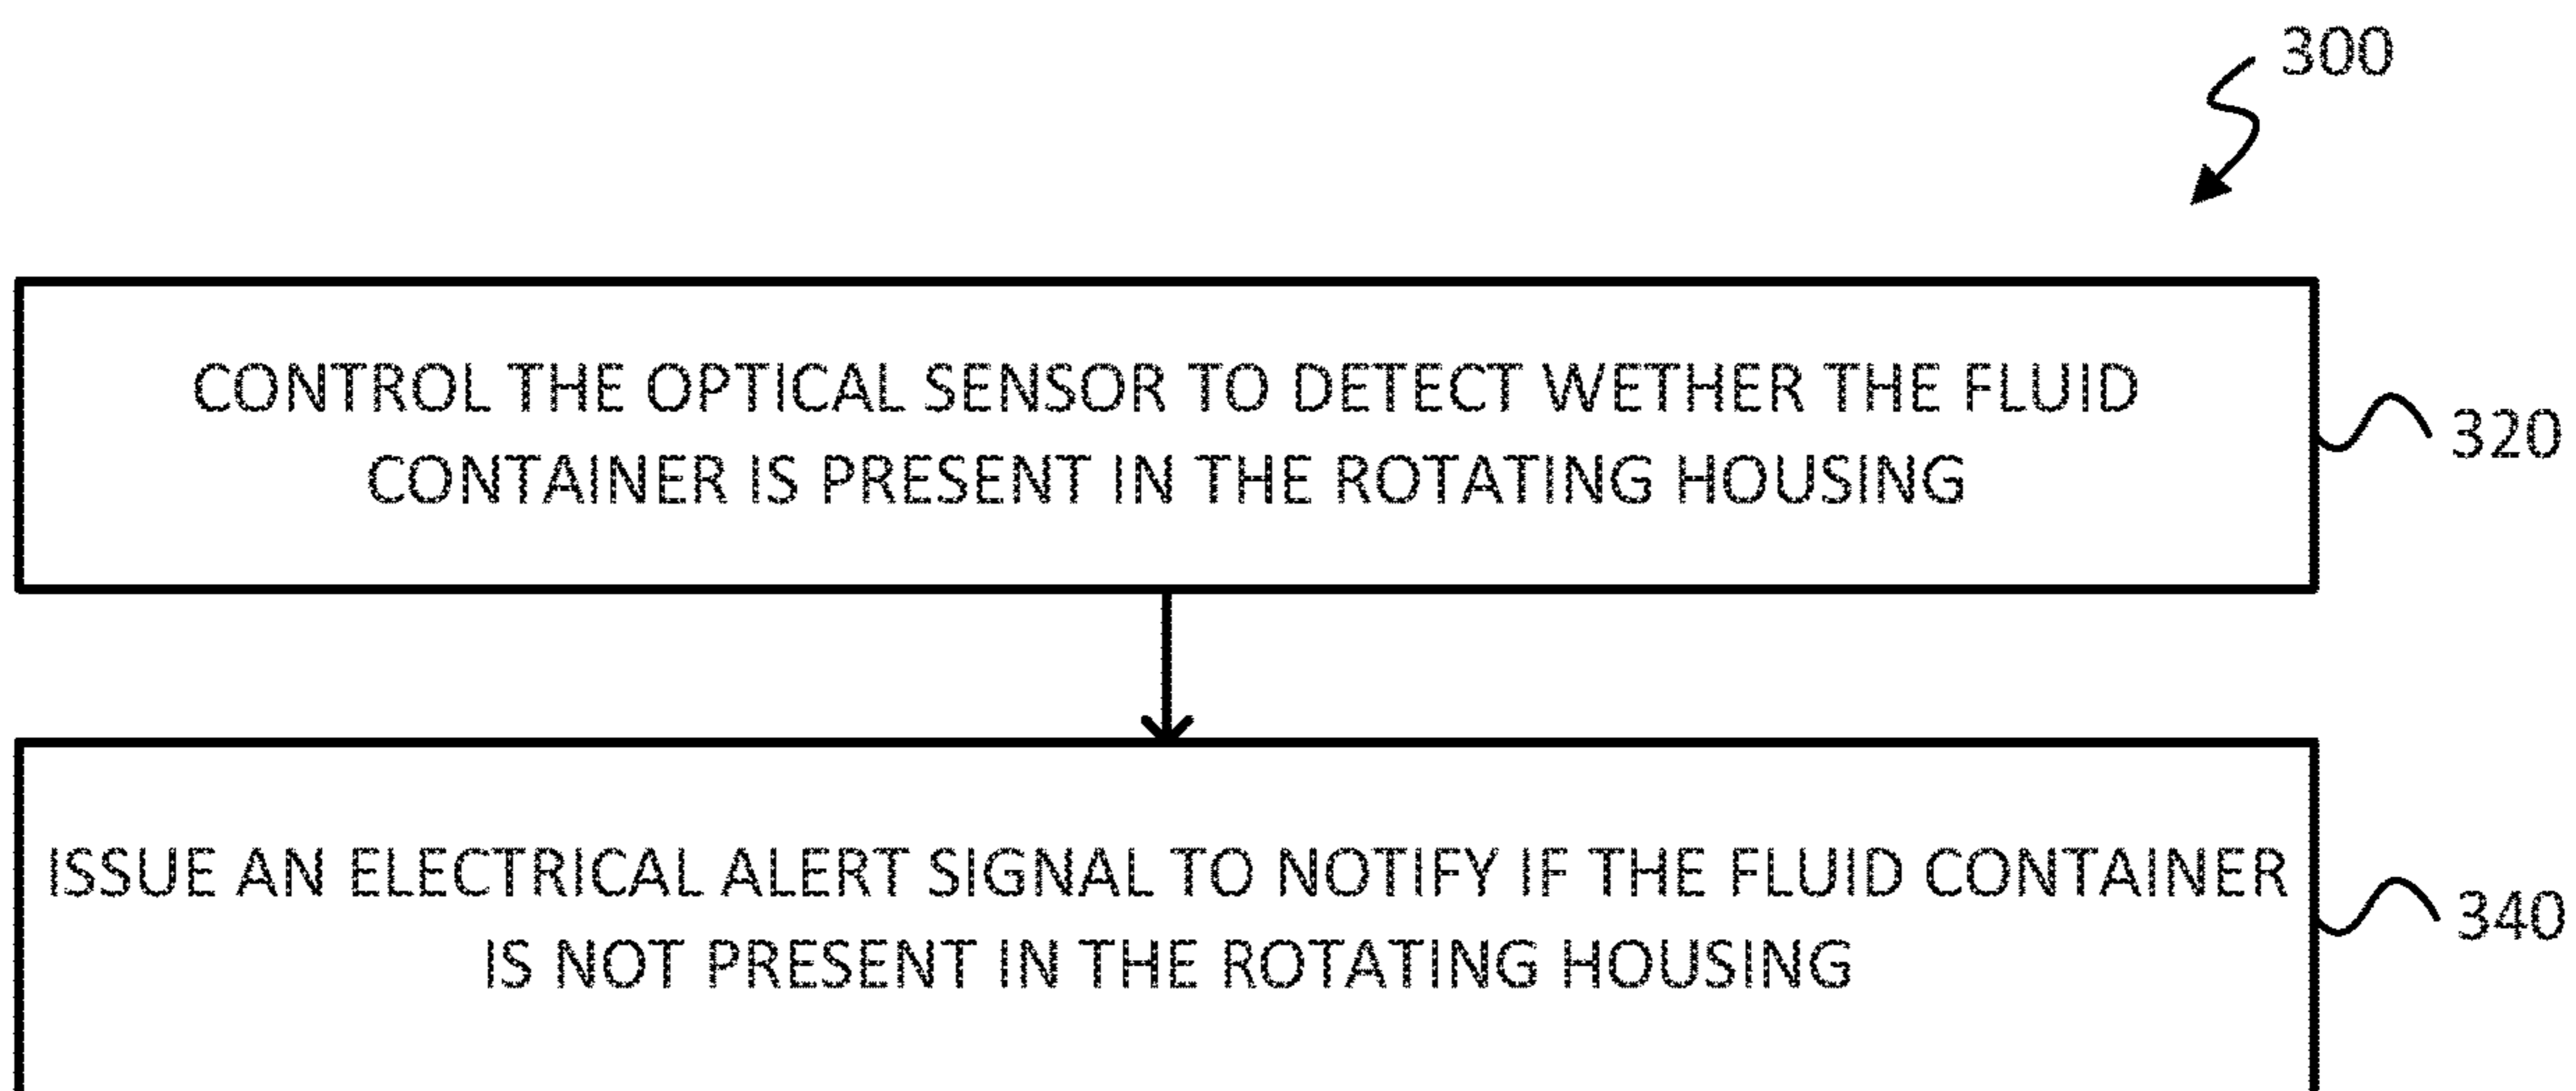 300
CONTROL THE OPTICAL SENSOR TO DETECT WETHER THE FLUID
CONTAINER IS PRESENT IN THE ROTATING HOUSING
320
ISSUE AN ELECTRICAL ALERT SIGNAL TO NOTIFY IF THE FLUID CONTAINER
IS NOT PRESENT IN THE ROTATING HOUSING
340